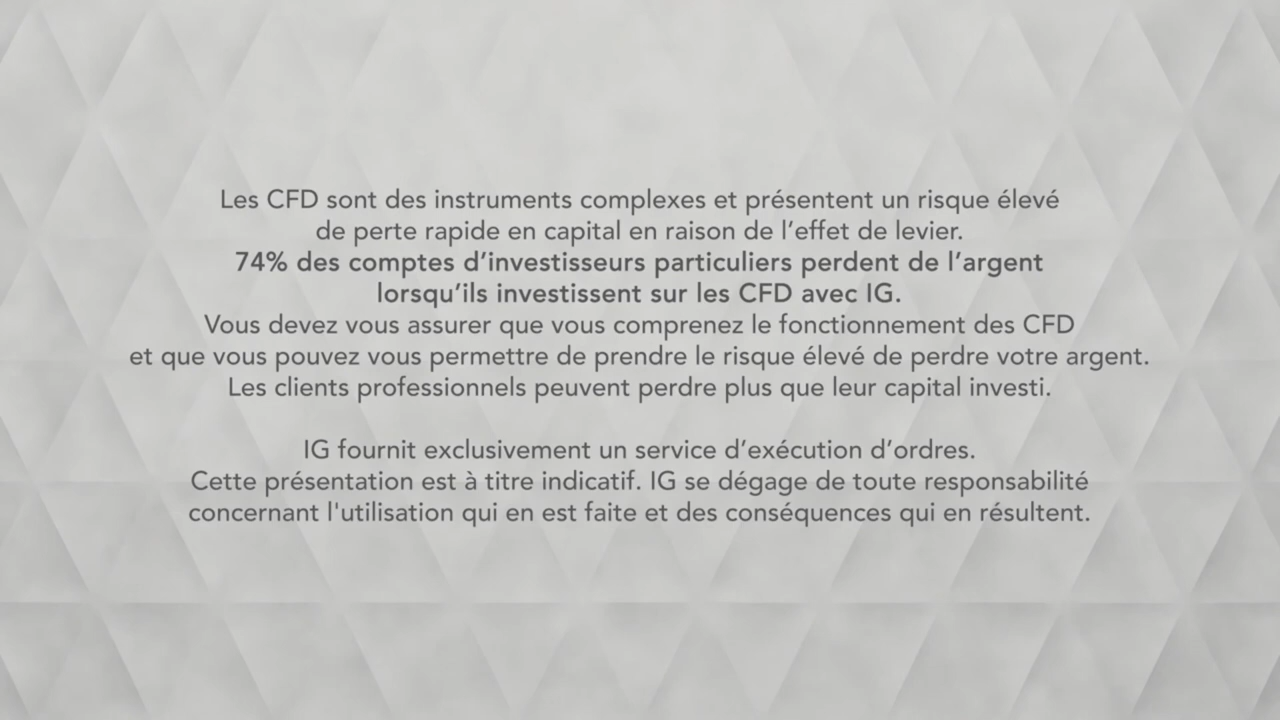 Les CFD sont des instruments complexes et présentent un risque élevé
de perte rapide en capital en raison de l’effet de levier.
74% des comptes d’investisseurs particuliers perdent de l’argent
lorsqu’ils investissent sur les CFD avec IG.
Vous devez vous assurer que vous comprenez le fonctionnement des CFD
et que vous pouvez vous permettre de prendre le risque élevé de perdre votre argent.
Les clients professionnels peuvent perdre plus que leur capital investi.
IG fournit exclusivement un service d’exécution d’ordres.
Cette présentation est à titre indicatif. IG se dégage de toute responsabilité
concernant l'utilisation qui en est faite et des conséquences qui en résultent.